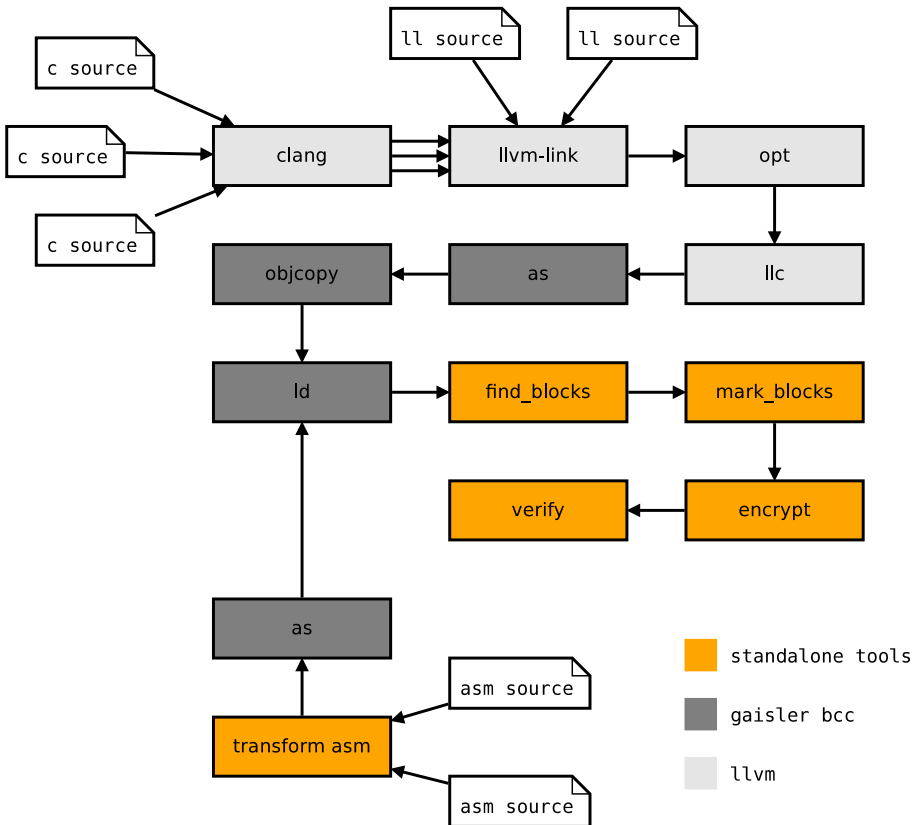 ll source
ll source
c source
c source
clang
llvm-link
opt
c source
objcopy
as
llc
ld
find_blocks
mark_blocks
verify
encrypt
as
standalone tools
asm source
gaisler bcc
transform asm
llvm
asm source